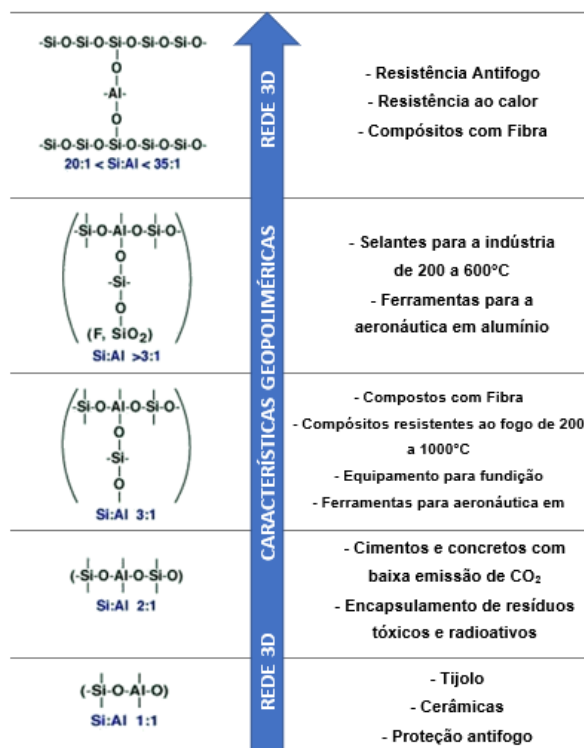 -Si-O-Si-O-Si-O-Si-O-Si-O-
O
-Al-
O
-Si-O-Si-O-Si-O-Si-O-Si-O-
20:1 < Si:Al < 35:1
- Resistência Antifogo
- Resistência ao calor
- Compósitos com Fibra
-Si-O-Al-O-Si-O-
O
-Si-
O
(F, SiO₂)
Si:Al >3:1
- Selantes para a indústria
de 200 a 600°C
- Ferramentas para a
aeronáutica em alumínio
-Si-O-Al-O-Si-O-
O
-Si-
O
Si:Al 3:1
- Compostos com Fibra
- Compósitos resistentes ao fogo de 200
a 1000°C
- Equipamento para fundição
- Ferramentas para aeronáutica em
(-Si-O-Al-O-Si-O)
Si:Al 2:1
- Cimentos e concretos com
baixa emissão de CO₂
- Encapsulamento de resíduos
tóxicos e radioativos
(-Si-O-Al-O)
Si:Al 1:1
- Tijolo
- Cerâmicas
- Proteção antifogo
REDE 3D
CARACTERÍSTICAS GEOPOLIMÉRICAS
REDE 3D